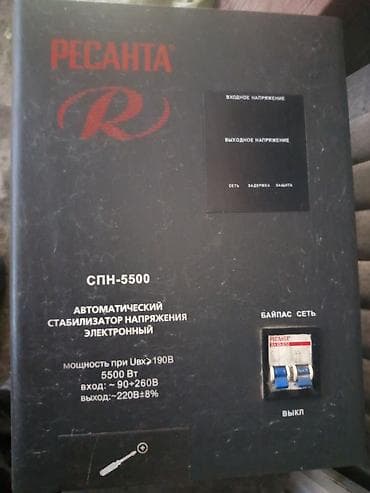 РЕСАНТА®
R
ВХОДНОЕ НАПРЯЖЕНИЕ
ВЫХОДНОЕ НАПРЯЖЕНИЕ
СЕТЬ ЗАДЕРЖКА ЗАЩИТА
СПН-5500
АВТОМАТИЧЕСКИЙ
СТАБИЛИЗАТОР НАПРЯЖЕНИЯ
ЭЛЕКТРОННЫЙ
мощность при Uвх≥190В
5500 Вт
вход: ~ 90÷260В
выход:~220В±8%
БАЙПАС СЕТЬ
РЕСАНТА
ВЫКЛ